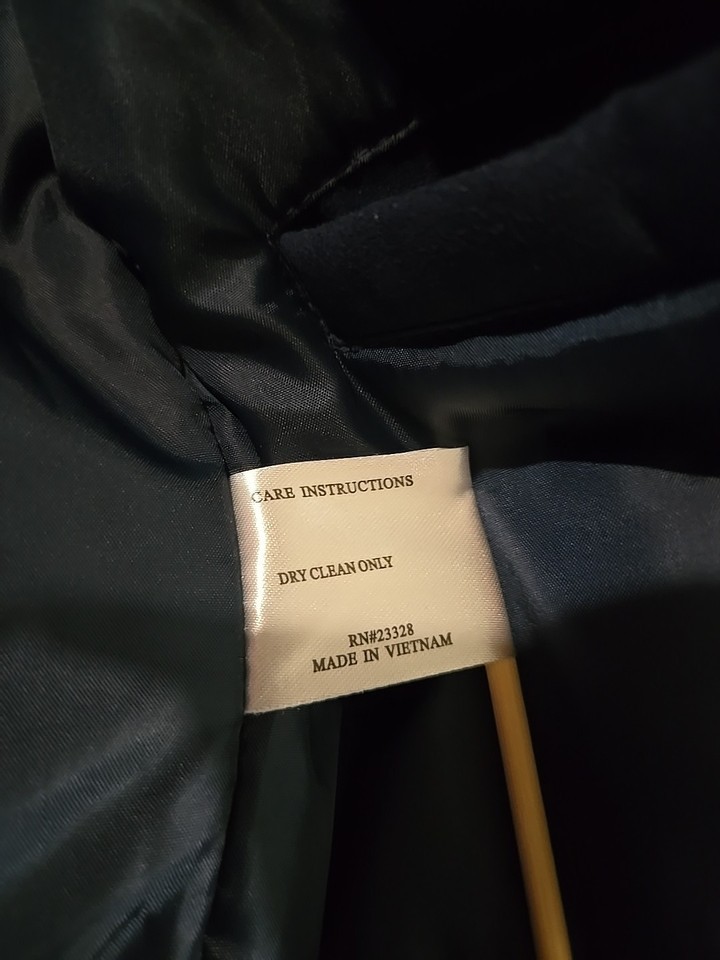 CARE INSTRUCTIONS
DRY CLEAN ONLY
RN#23328
MADE IN VIETNAM